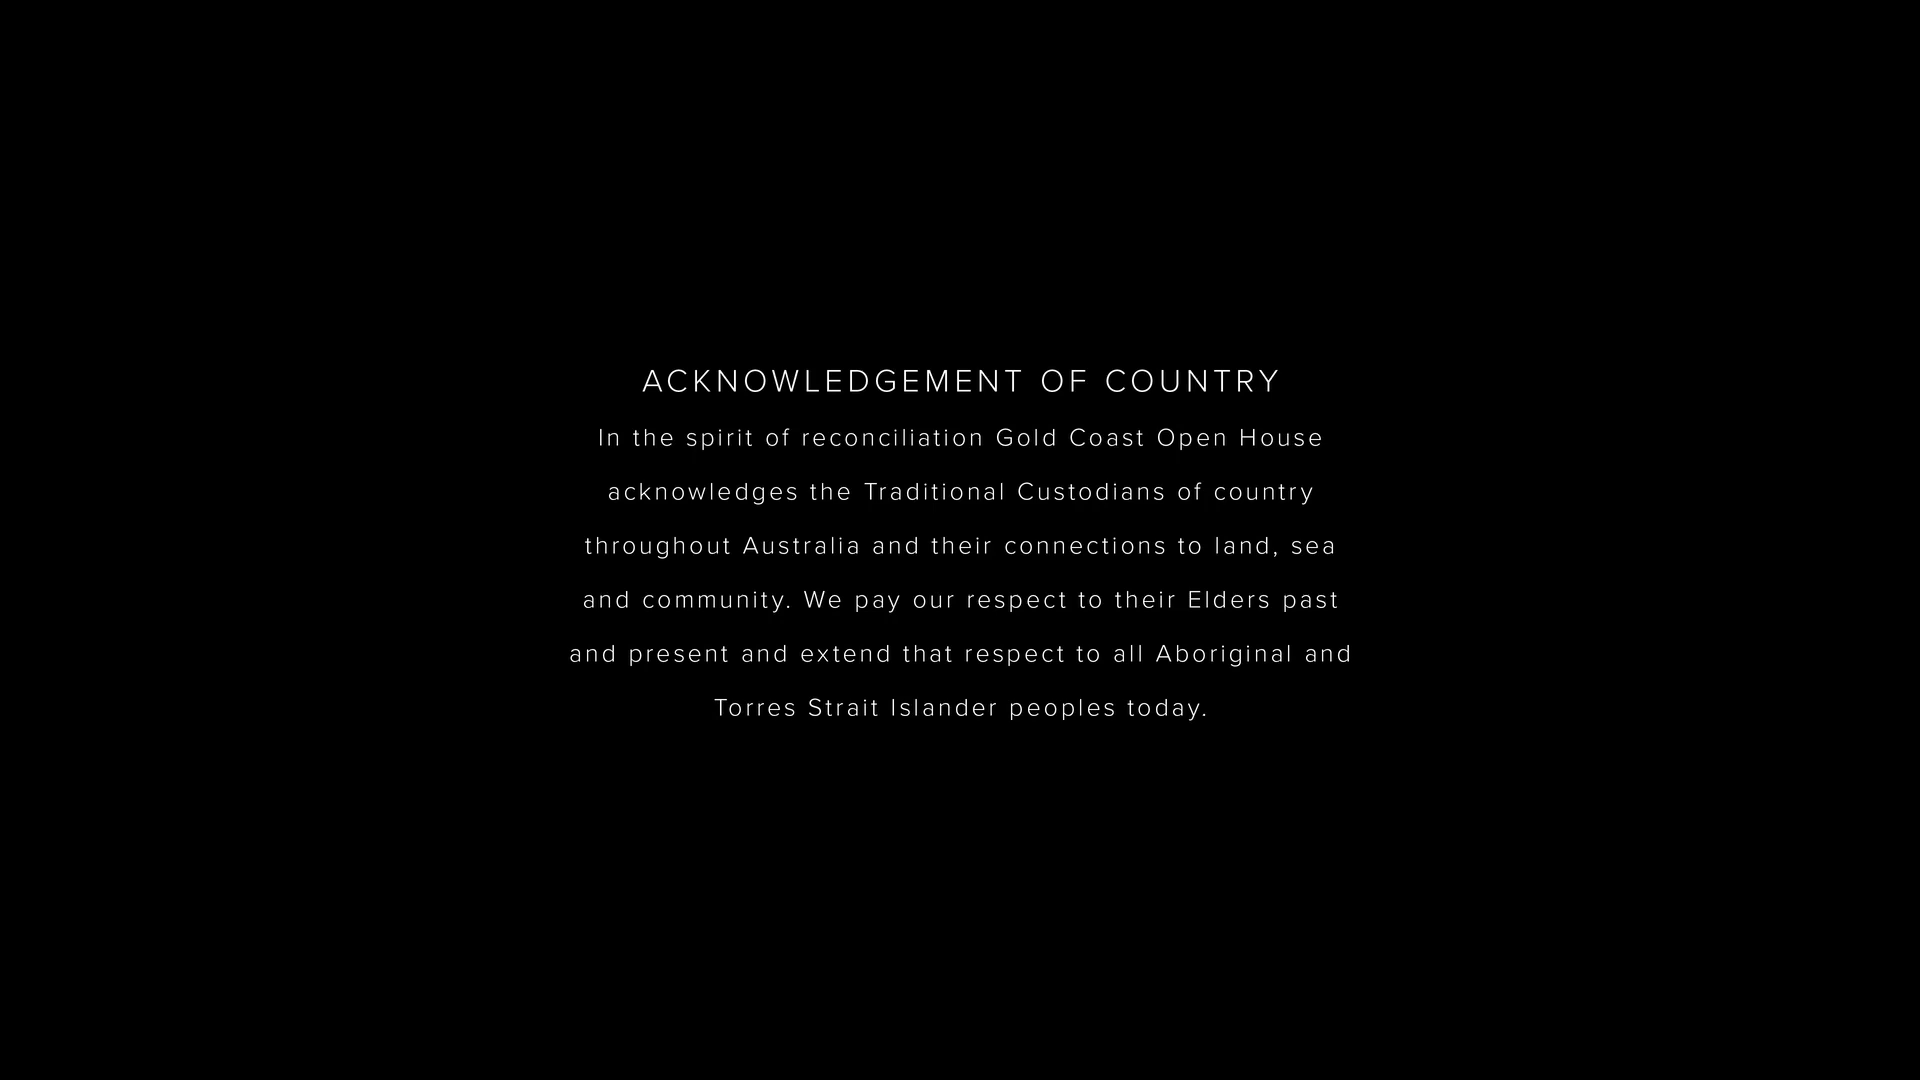 ACKNOWLEDGEMENT OF COUNTRY
In the spirit of reconciliation Gold Coast Open House
acknowledges the Traditional Custodians of country
throughout Australia and their connections to land, sea
and community. We pay our respect to their Elders past
and present and extend that respect to all Aboriginal and
Torres Strait Islander peoples today.